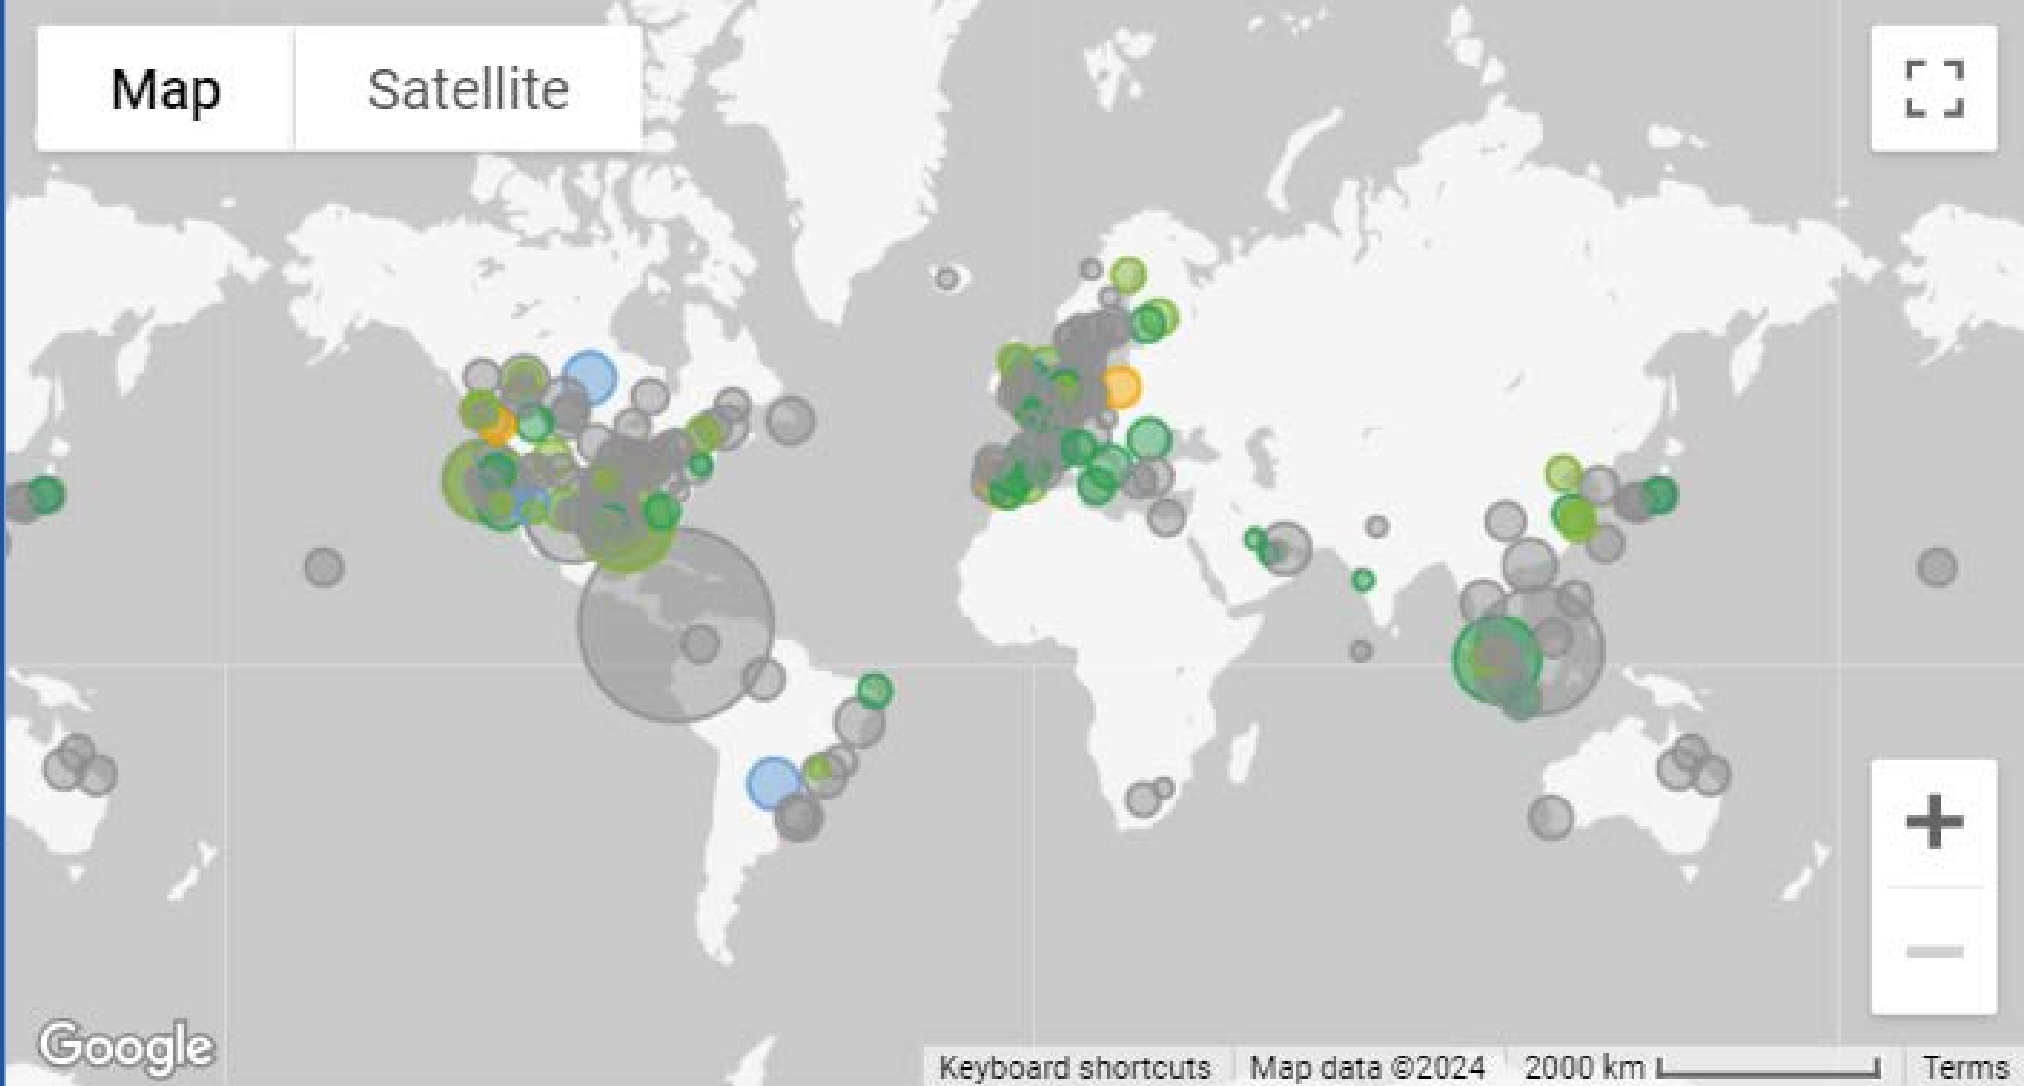 Map
Satellite
Google
Keyboard shortcuts
Map data ©2024
2000 km
Terms